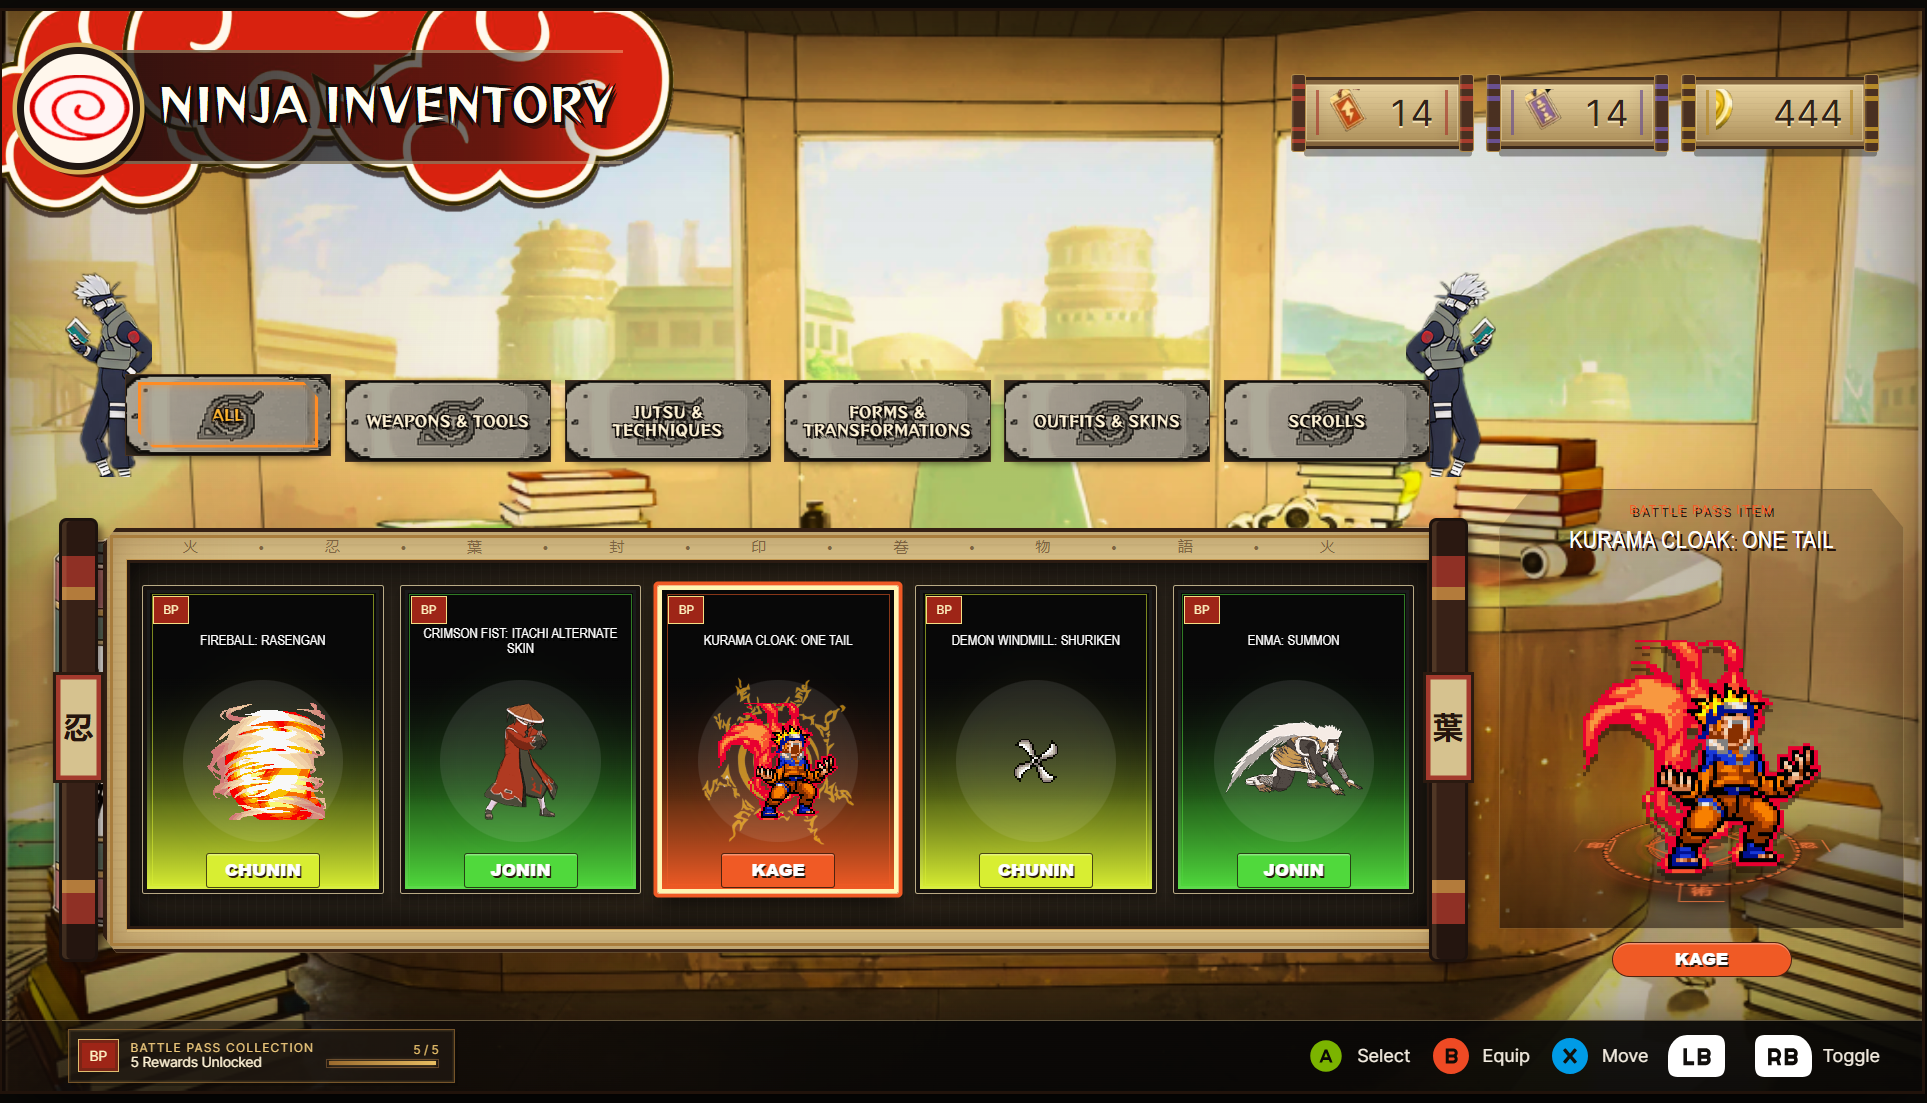 NINJA INVENTORY
14
14
444
ALL
WEAPONS & TOOLS
JUTSU &
TECHNIQUES
FORMS &
TRANSFORMATIONS
OUTFITS & SKINS
SCROLLS
BATTLE PASS ITEM
KURAMA CLOAK: ONE TAIL
火 • 忍 • 葉 • 封 • 印 • 巻 • 物 • 語 • 火
BP
FIREBALL: RASENGAN
CHUNIN
BP
CRIMSON FIST: ITACHI ALTERNATE
SKIN
JONIN
BP
KURAMA CLOAK: ONE TAIL
KAGE
BP
DEMON WINDMILL: SHURIKEN
CHUNIN
BP
ENMA: SUMMON
JONIN
忍
葉
KAGE
BP
BATTLE PASS COLLECTION
5 / 5
5 Rewards Unlocked
A Select
B Equip
X Move
LB
RB Toggle